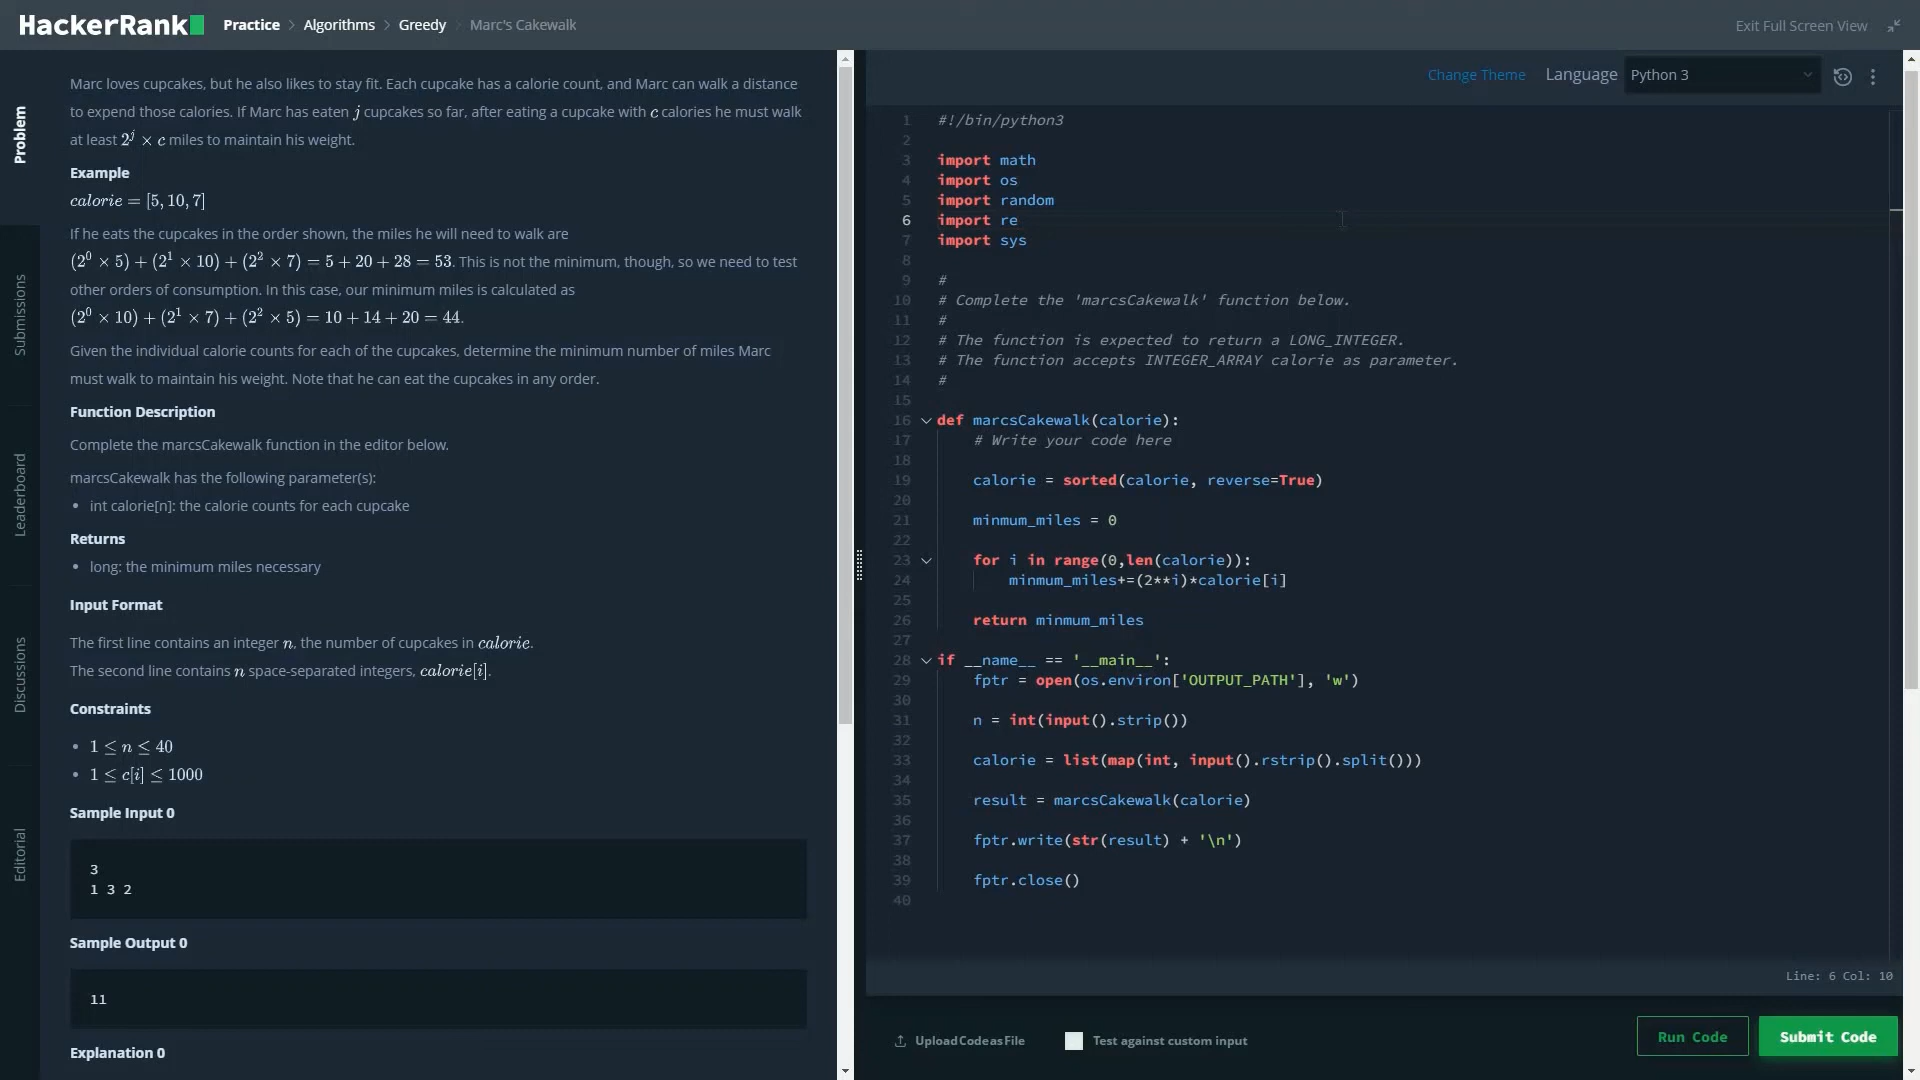 HackerRank Practice > Algorithms > Greedy > Marc's Cakewalk
Exit Full Screen View
Problem
Submissions
Leaderboard
Discussions
Editorial
Marc loves cupcakes, but he also likes to stay fit. Each cupcake has a calorie count, and Marc can walk a distance
to expend those calories. If Marc has eaten j cupcakes so far, after eating a cupcake with c calories he must walk
at least 2^j × c miles to maintain his weight.
Example
calorie = [5, 10, 7]
If he eats the cupcakes in the order shown, the miles he will need to walk are
(2^0 × 5) + (2^1 × 10) + (2^2 × 7) = 5 + 20 + 28 = 53. This is not the minimum, though, so we need to test
other orders of consumption. In this case, our minimum miles is calculated as
(2^0 × 10) + (2^1 × 7) + (2^2 × 5) = 10 + 14 + 20 = 44.
Given the individual calorie counts for each of the cupcakes, determine the minimum number of miles Marc
must walk to maintain his weight. Note that he can eat the cupcakes in any order.
Function Description
Complete the marcsCakewalk function in the editor below.
marcsCakewalk has the following parameter(s):
• int calorie[n]: the calorie counts for each cupcake
Returns
• long: the minimum miles necessary
Input Format
The first line contains an integer n, the number of cupcakes in calorie.
The second line contains n space-separated integers, calorie[i].
Constraints
• 1 ≤ n ≤ 40
• 1 ≤ c[i] ≤ 1000
Sample Input 0
3
1 3 2
Sample Output 0
11
Explanation 0
Change Theme Language Python 3
1 #!/bin/python3
2
3 import math
4 import os
5 import random
6 import re
7 import sys
8
9 #
10 # Complete the 'marcsCakewalk' function below.
11 #
12 # The function is expected to return a LONG_INTEGER.
13 # The function accepts INTEGER_ARRAY calorie as parameter.
14 #
15
16 def marcsCakewalk(calorie):
17     # Write your code here
18
19     calorie = sorted(calorie, reverse=True)
20
21     minmum_miles = 0
22
23     for i in range(0,len(calorie)):
24         minmum_miles+=(2**i)*calorie[i]
25
26     return minmum_miles
27
28 if __name__ == '__main__':
29     fptr = open(os.environ['OUTPUT_PATH'], 'w')
30
31     n = int(input().strip())
32
33     calorie = list(map(int, input().rstrip().split()))
34
35     result = marcsCakewalk(calorie)
36
37     fptr.write(str(result) + '\n')
38
39     fptr.close()
40
Line: 6 Col: 10
Upload Code as File
Test against custom input
Run Code
Submit Code